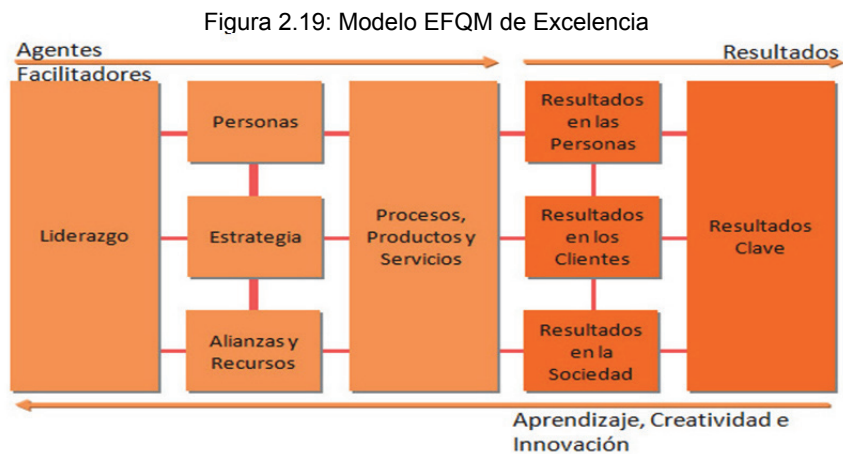 Figura 2.19: Modelo EFQM de Excelencia
Agentes
Facilitadores
Resultados
Liderazgo
Personas
Estrategia
Alianzas y
Recursos
Procesos,
Productos y
Servicios
Resultados
en las
Personas
Resultados
en los
Clientes
Resultados
en la
Sociedad
Resultados
Clave
Aprendizaje, Creatividad e
Innovación